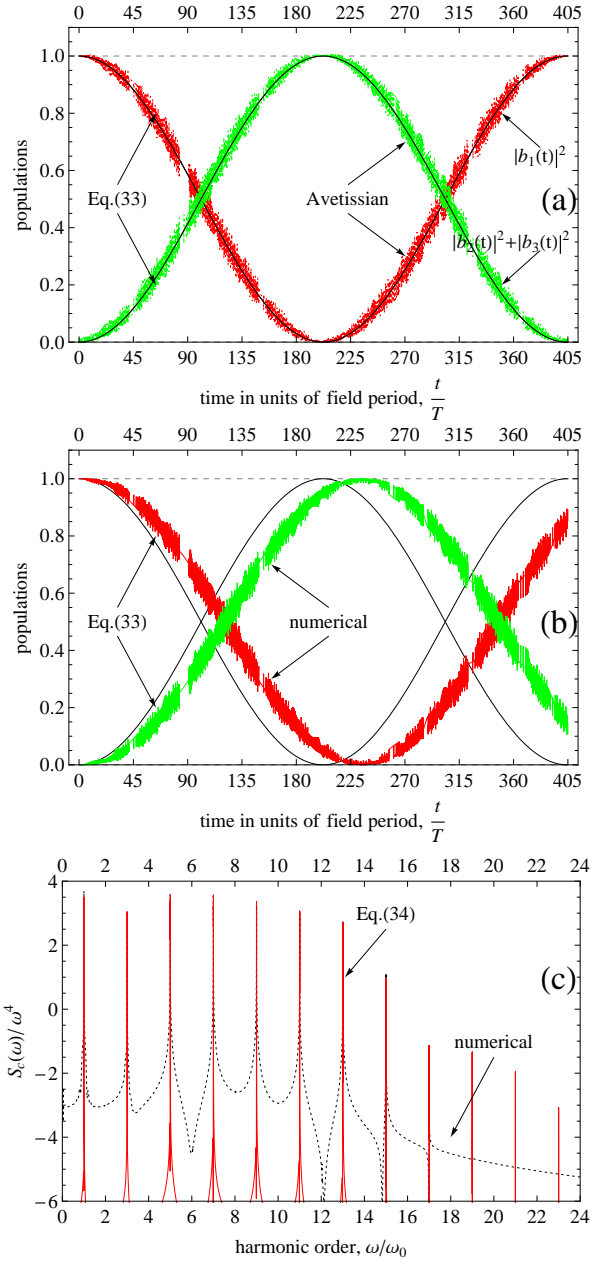 0 45 90 135 180 225 270 315 360 405
1.0
0.8
0.6
0.4
0.2
0.0
populations
Eq.(33)
Avetissian
|b₁(t)|²
(a)
|b₂(t)|²+|b₃(t)|²
0 45 90 135 180 225 270 315 360 405
time in units of field period, t/T
0 45 90 135 180 225 270 315 360 405
1.0
0.8
0.6
0.4
0.2
0.0
populations
Eq.(33)
numerical
(b)
0 45 90 135 180 225 270 315 360 405
time in units of field period, t/T
0 2 4 6 8 10 12 14 16 18 20 22 24
4
2
0
−2
−4
−6
S_c(ω)/ω⁴
Eq.(34)
(c)
numerical
0 2 4 6 8 10 12 14 16 18 20 22 24
harmonic order, ω/ω₀